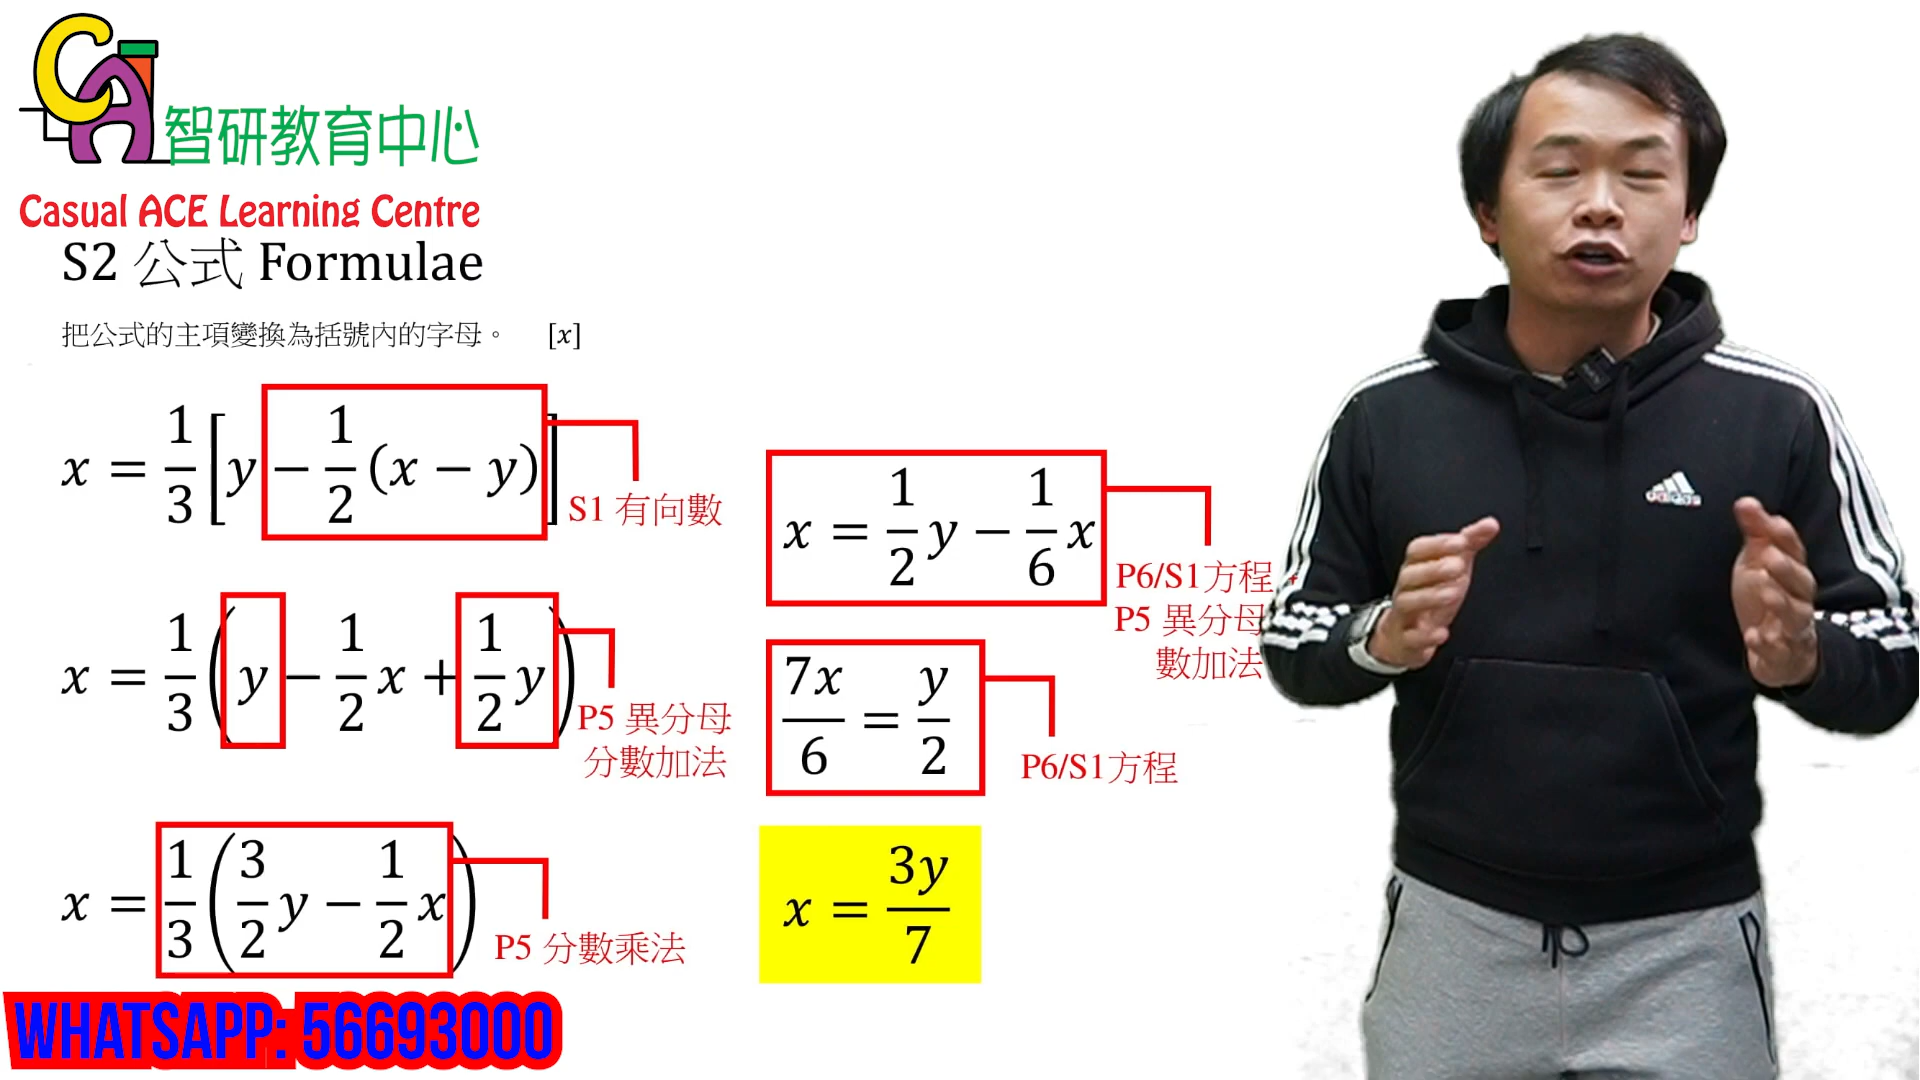 CA
智研教育中心
Casual ACE Learning Centre
S2 公式 Formulae
把公式的主項變換為括號內的字母。 [x]
x = 1/3 [y − 1/2 (x − y)]
S1 有向數
x = 1/3 (y − 1/2 x + 1/2 y)
P5 異分母
分數加法
x = 1/3 (3/2 y − 1/2 x)
P5 分數乘法
x = 1/2 y − 1/6 x
P6/S1方程 +
P5 異分母
數加法
7x/6 = y/2
P6/S1方程
x = 3y/7
adidas
WHATSAPP: 56693000